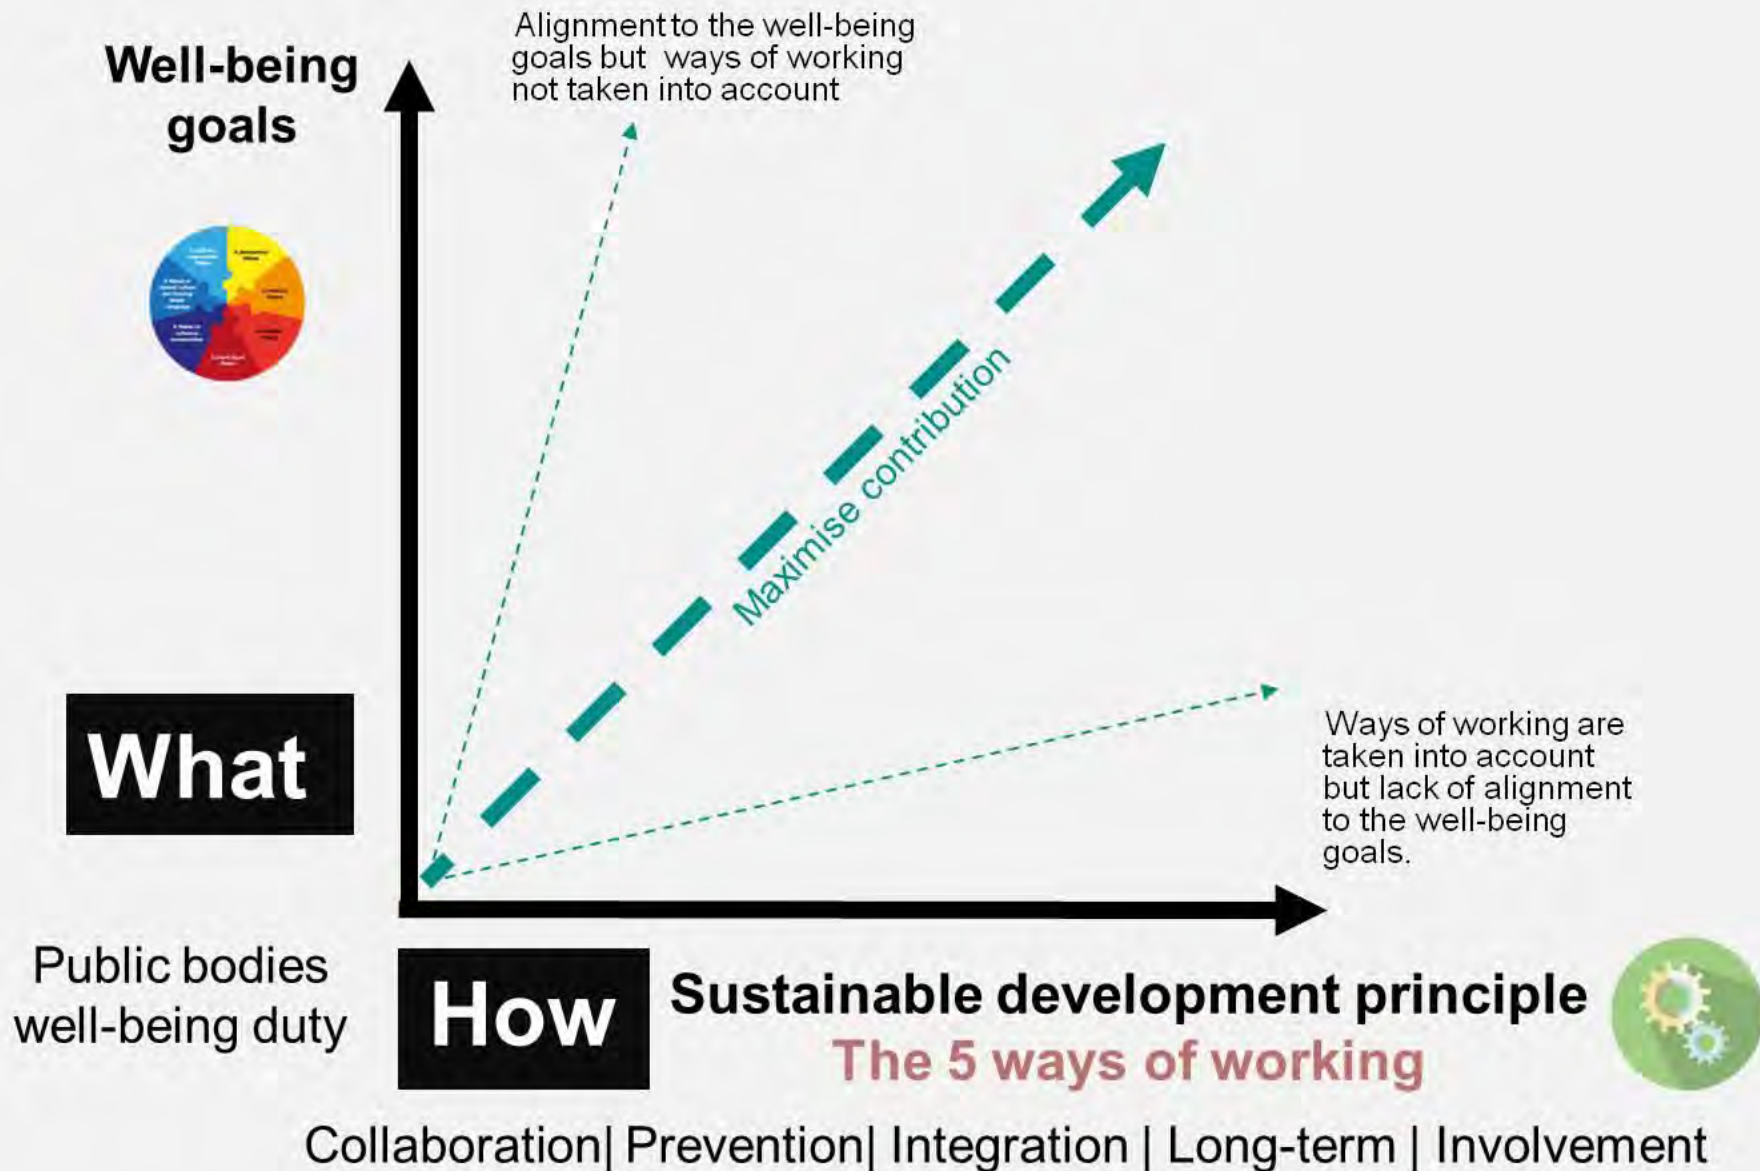 Well-being
goals
Alignment to the well-being
goals but ways of working
not taken into account
Maximise contribution
What
Ways of working are
taken into account
but lack of alignment
to the well-being
goals.
Public bodies
well-being duty
How
Sustainable development principle
The 5 ways of working
Collaboration| Prevention| Integration | Long-term | Involvement